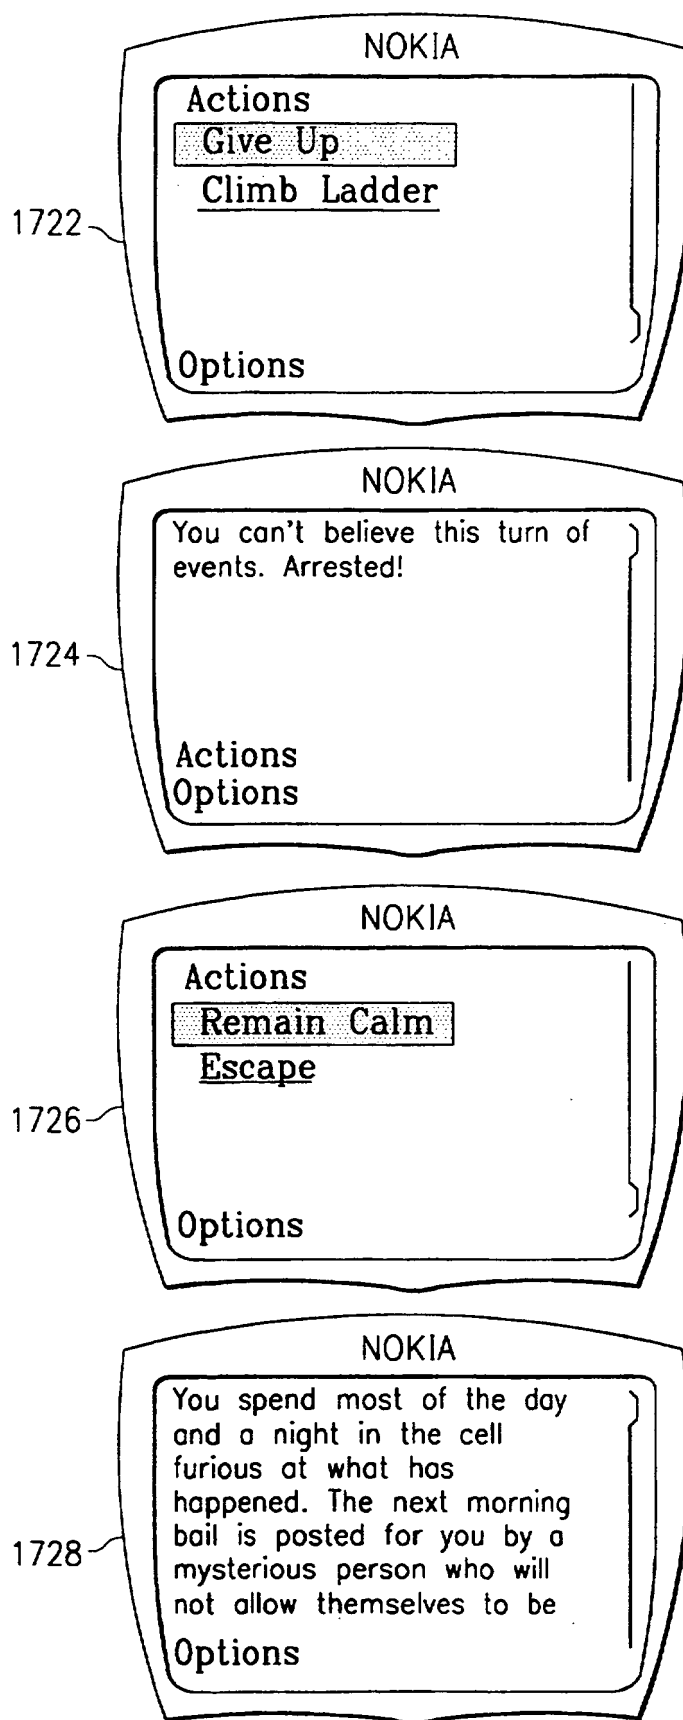 NOKIA
Actions
Give Up
Climb Ladder
1722
Options
NOKIA
You can't believe this turn of
events. Arrested!
1724
Actions
Options
NOKIA
Actions
Remain Calm
Escape
1726
Options
NOKIA
You spend most of the day
and a night in the cell
furious at what has
happened. The next morning
bail is posted for you by a
1728
mysterious person who will
not allow themselves to be
Options